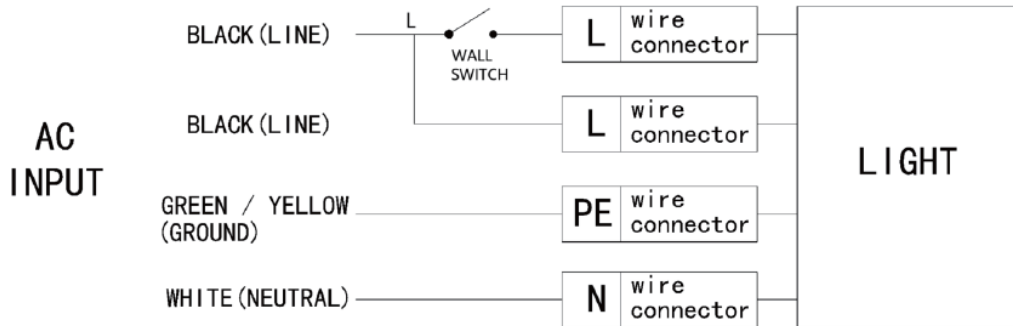 AC
INPUT
BLACK(LINE)
L
WALL
SWITCH
L
wire
connector
BLACK(LINE)
L
wire
connector
GREEN / YELLOW
(GROUND)
PE
wire
connector
WHITE(NEUTRAL)
N
wire
connector
LIGHT